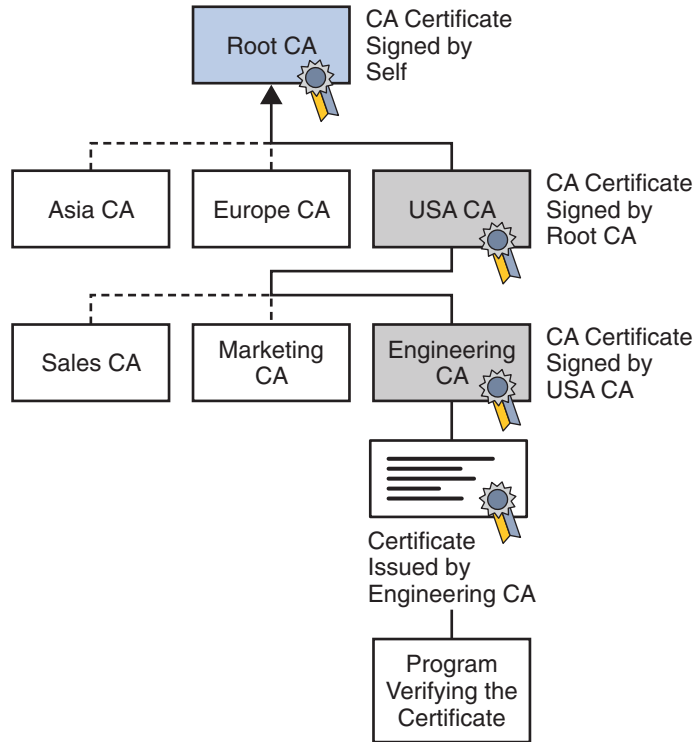 Root CA
CA Certificate
Signed by
Self
Asia CA
Europe CA
USA CA
CA Certificate
Signed by
Root CA
Sales CA
Marketing
CA
Engineering
CA
CA Certificate
Signed by
USA CA
Certificate
Issued by
Engineering CA
Program
Verifying the
Certificate